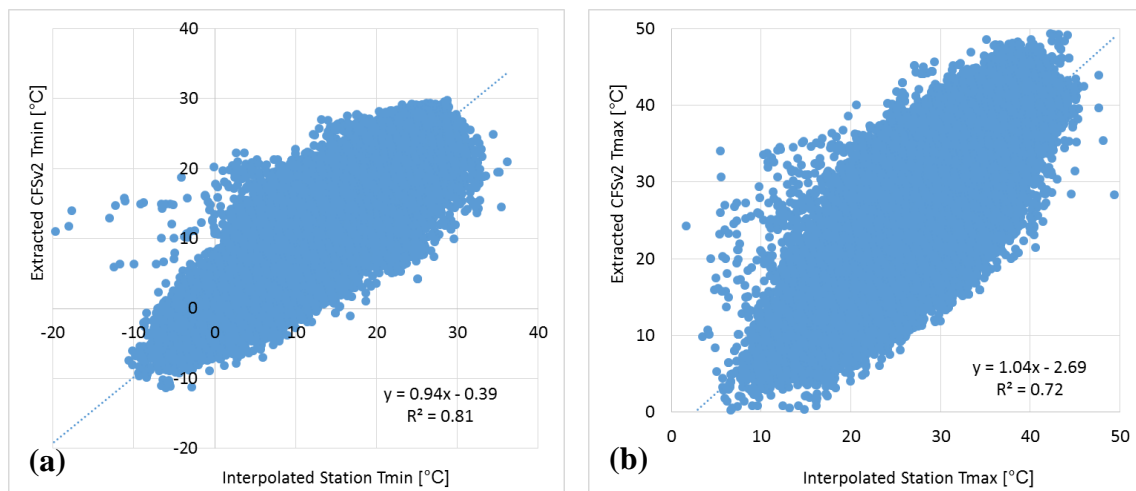 40
30
20
10
0
-10
-20
-20
-10
0
10
20
30
40
Extracted CFSv2 Tmin [°C]
Interpolated Station Tmin [°C]
y = 0.94x - 0.39
R² = 0.81
(a)
50
40
30
20
10
0
0
10
20
30
40
50
Extracted CFSv2 Tmax [°C]
Interpolated Station Tmax [°C]
y = 1.04x - 2.69
R² = 0.72
(b)